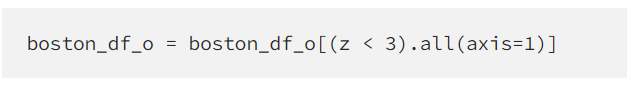 boston_df_o = boston_df_o[(z < 3).all(axis=1)]